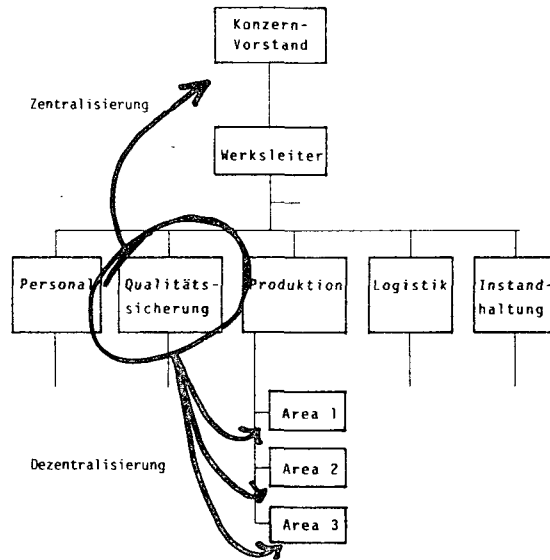 Konzern-
Vorstand
Zentralisierung
Werksleiter
Personal
Qualitäts-
sicherung
Produktion
Logistik
Instand-
haltung
Area 1
Area 2
Dezentralisierung
Area 3